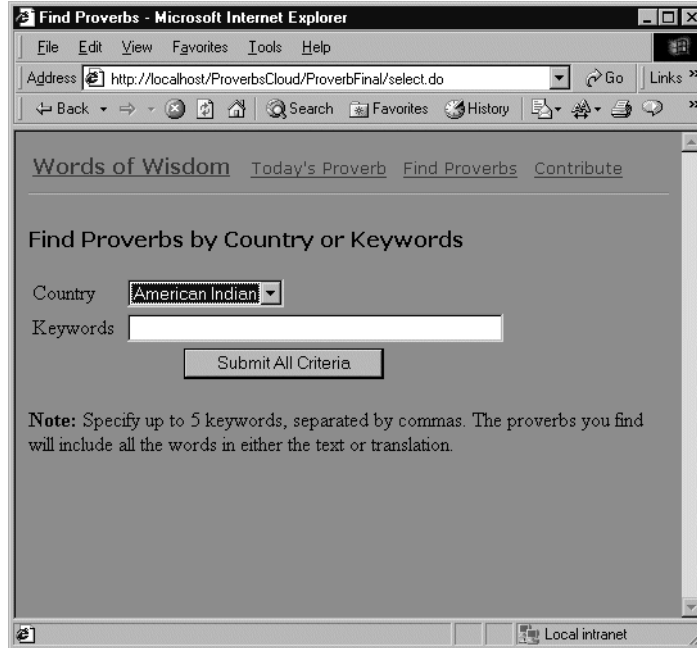 Find Proverbs - Microsoft Internet Explorer
File Edit View Favorites Tools Help
Address http://localhost/ProverbsCloud/ProverbFinal/select.do Go Links »
Back Search Favorites History »
Words of Wisdom Today's Proverb Find Proverbs Contribute
Find Proverbs by Country or Keywords
Country American Indian
Keywords
Submit All Criteria
Note: Specify up to 5 keywords, separated by commas. The proverbs you find
will include all the words in either the text or translation.
Local intranet